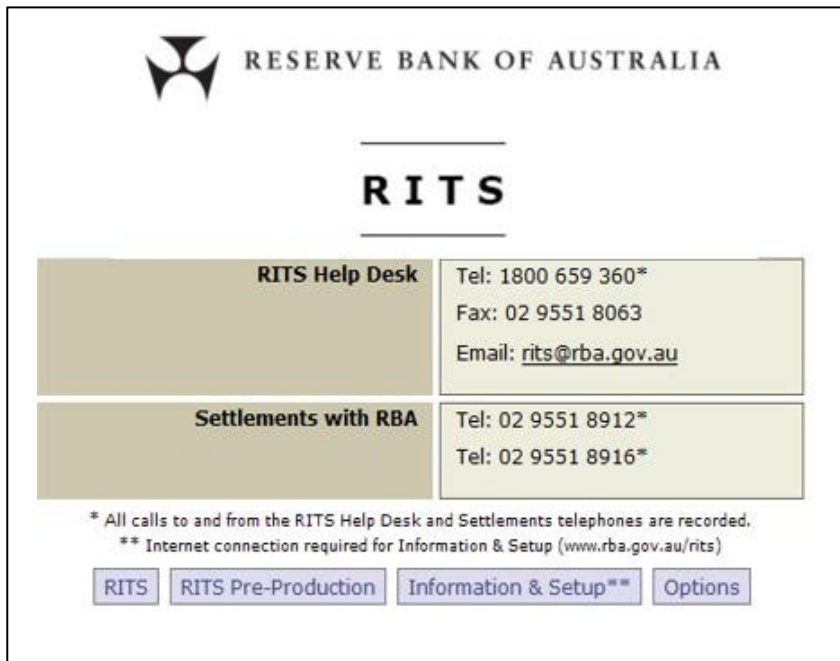 RESERVE BANK OF AUSTRALIA
RITS
RITS Help Desk
Tel: 1800 659 360*
Fax: 02 9551 8063
Email: rits@rba.gov.au
Settlements with RBA
Tel: 02 9551 8912*
Tel: 02 9551 8916*
* All calls to and from the RITS Help Desk and Settlements telephones are recorded.
** Internet connection required for Information & Setup (www.rba.gov.au/rits)
RITS RITS Pre-Production Information & Setup** Options